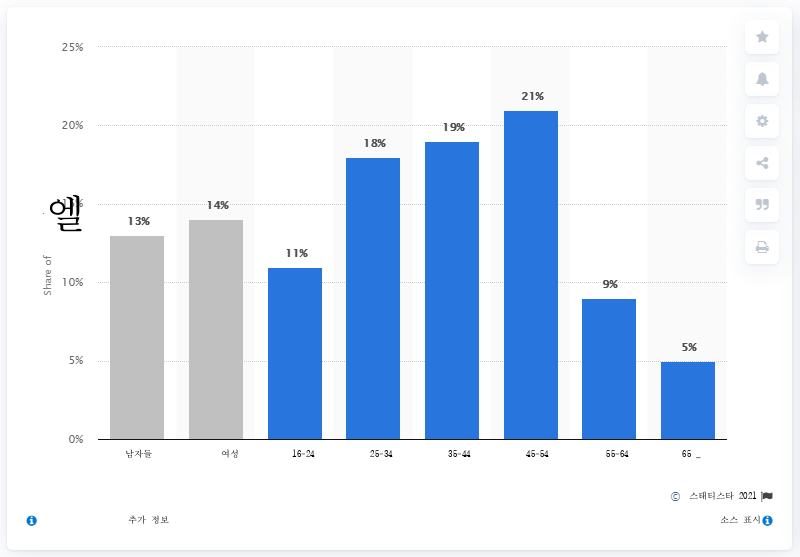 25%
20%
엘
Share of
10%
5%
0%
13%
14%
11%
18%
19%
21%
9%
5%
남자들
여성
16-24
25-34
35-44
45-54
55-64
65 _
© 스태티스타 2021
추가 정보
소스 표시